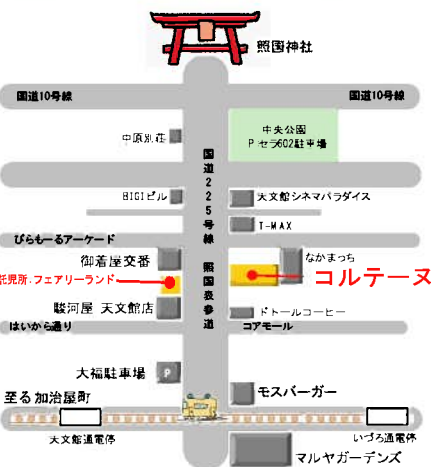 照国神社
国道10号線
国道10号線
中央公園
Pセラ602駐車場
中原別荘
国道225号線
BIGIビル
天文館シネマパラダイス
T-MAX
ぴらもーるアーケード
御着屋交番
なかまっち
託児所、フェアリーランド
コルテーヌ
照国表参道
駿河屋 天文館店
ドトールコーヒー
はいから通り
コアモール
大福駐車場
P
モスバーガー
至る加治屋町
天文館通電停
いづろ通電停
マルヤガーデンズ